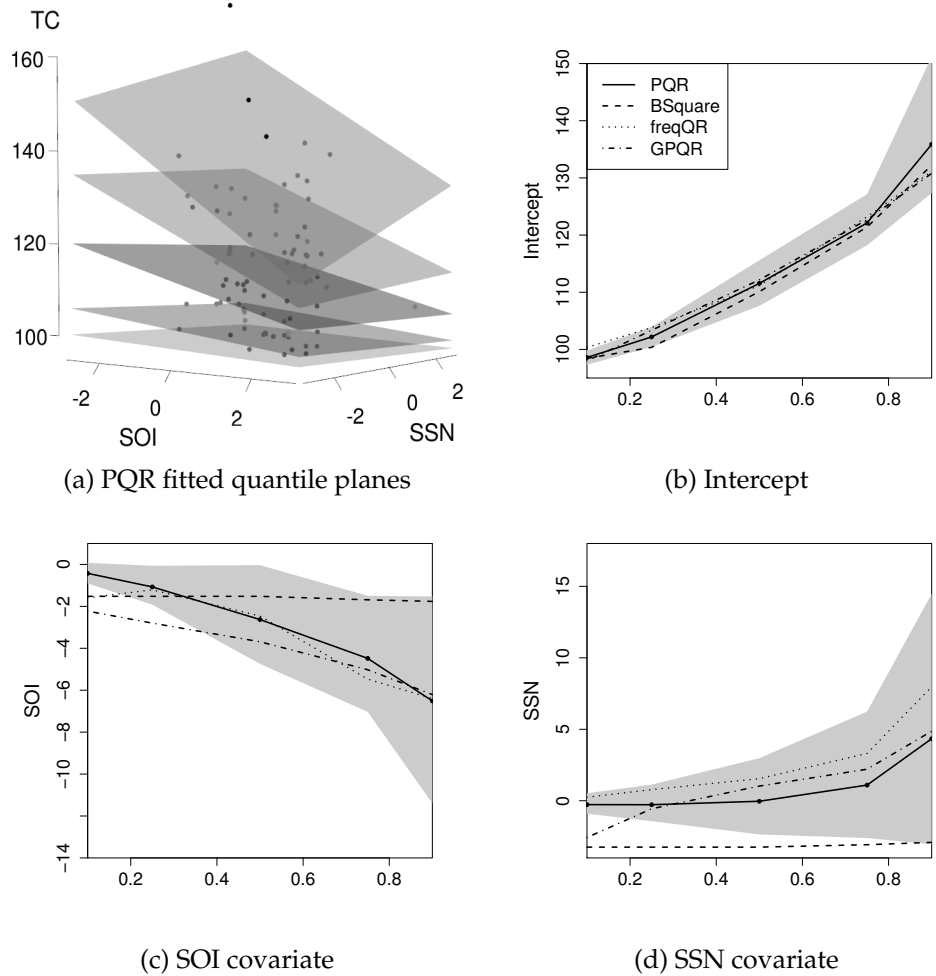 TC
160
140
120
100
-2
0
2
SOI
-2
0
2
SSN
(a) PQR fitted quantile planes
PQR
BSquare
freqQR
GPQR
Intercept
150
140
130
120
110
100
0.2 0.4 0.6 0.8
(b) Intercept
SOI
0
-2
-4
-6
-8
-10
-14
0.2 0.4 0.6 0.8
(c) SOI covariate
SSN
15
10
5
0
0.2 0.4 0.6 0.8
(d) SSN covariate